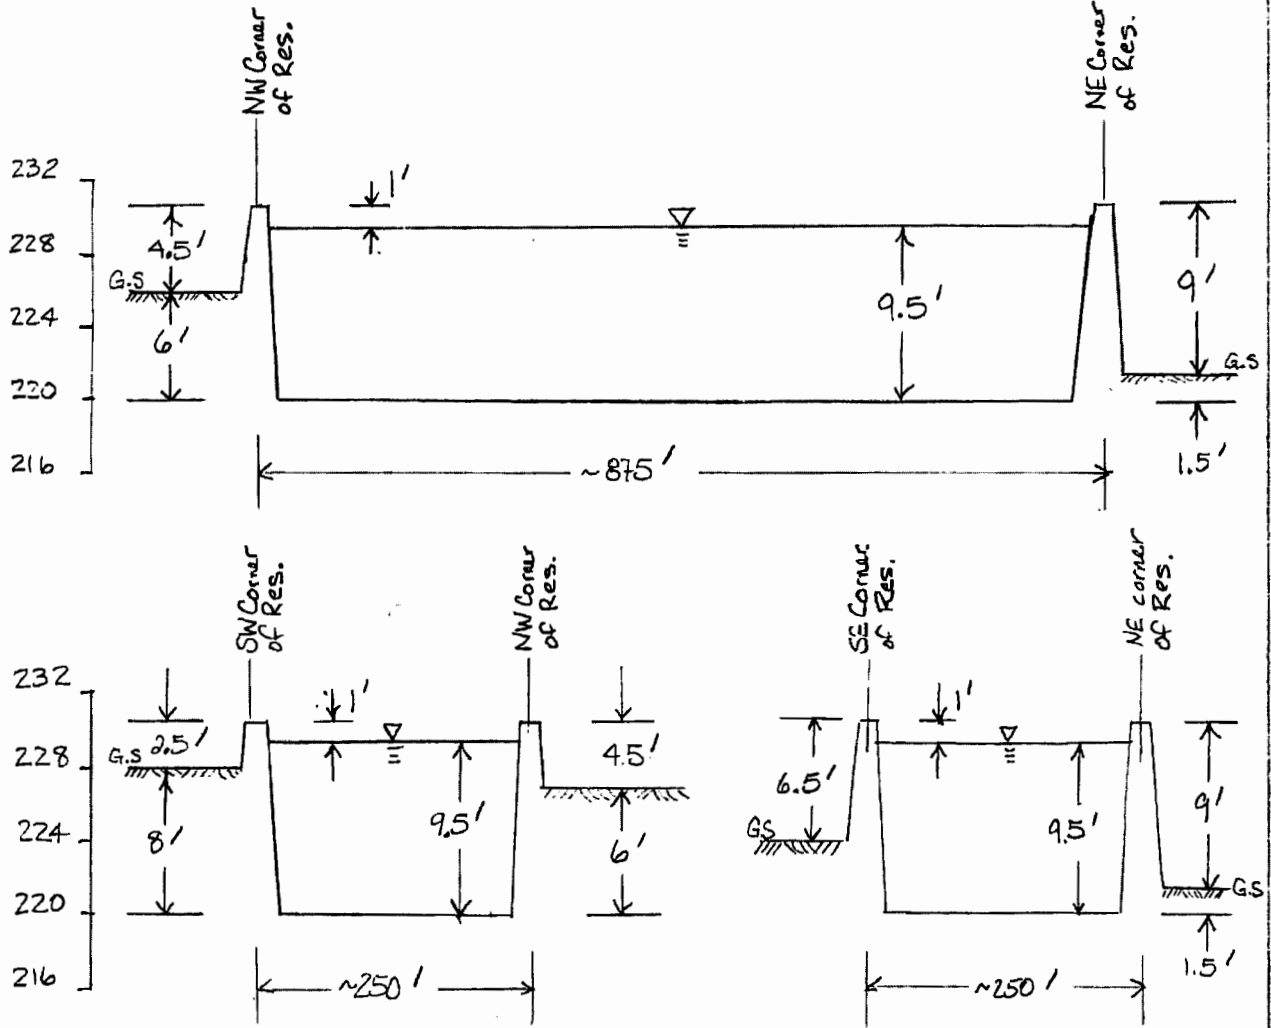 NW Corner
of Res.
NE Corner
of Res.
232
228
224
220
216
4.5'
G.S
6'
1'
9.5'
9'
G.S
1.5'
~875'
SW Corner
of Res.
NW Corner
of Res.
SE Corner
of Res.
NE corner
of Res.
232
228
224
220
216
2.5'
G.S
8'
1'
9.5'
4.5'
6'
~250'
6.5'
GS
1'
9.5'
9'
G.S
1.5'
~250'